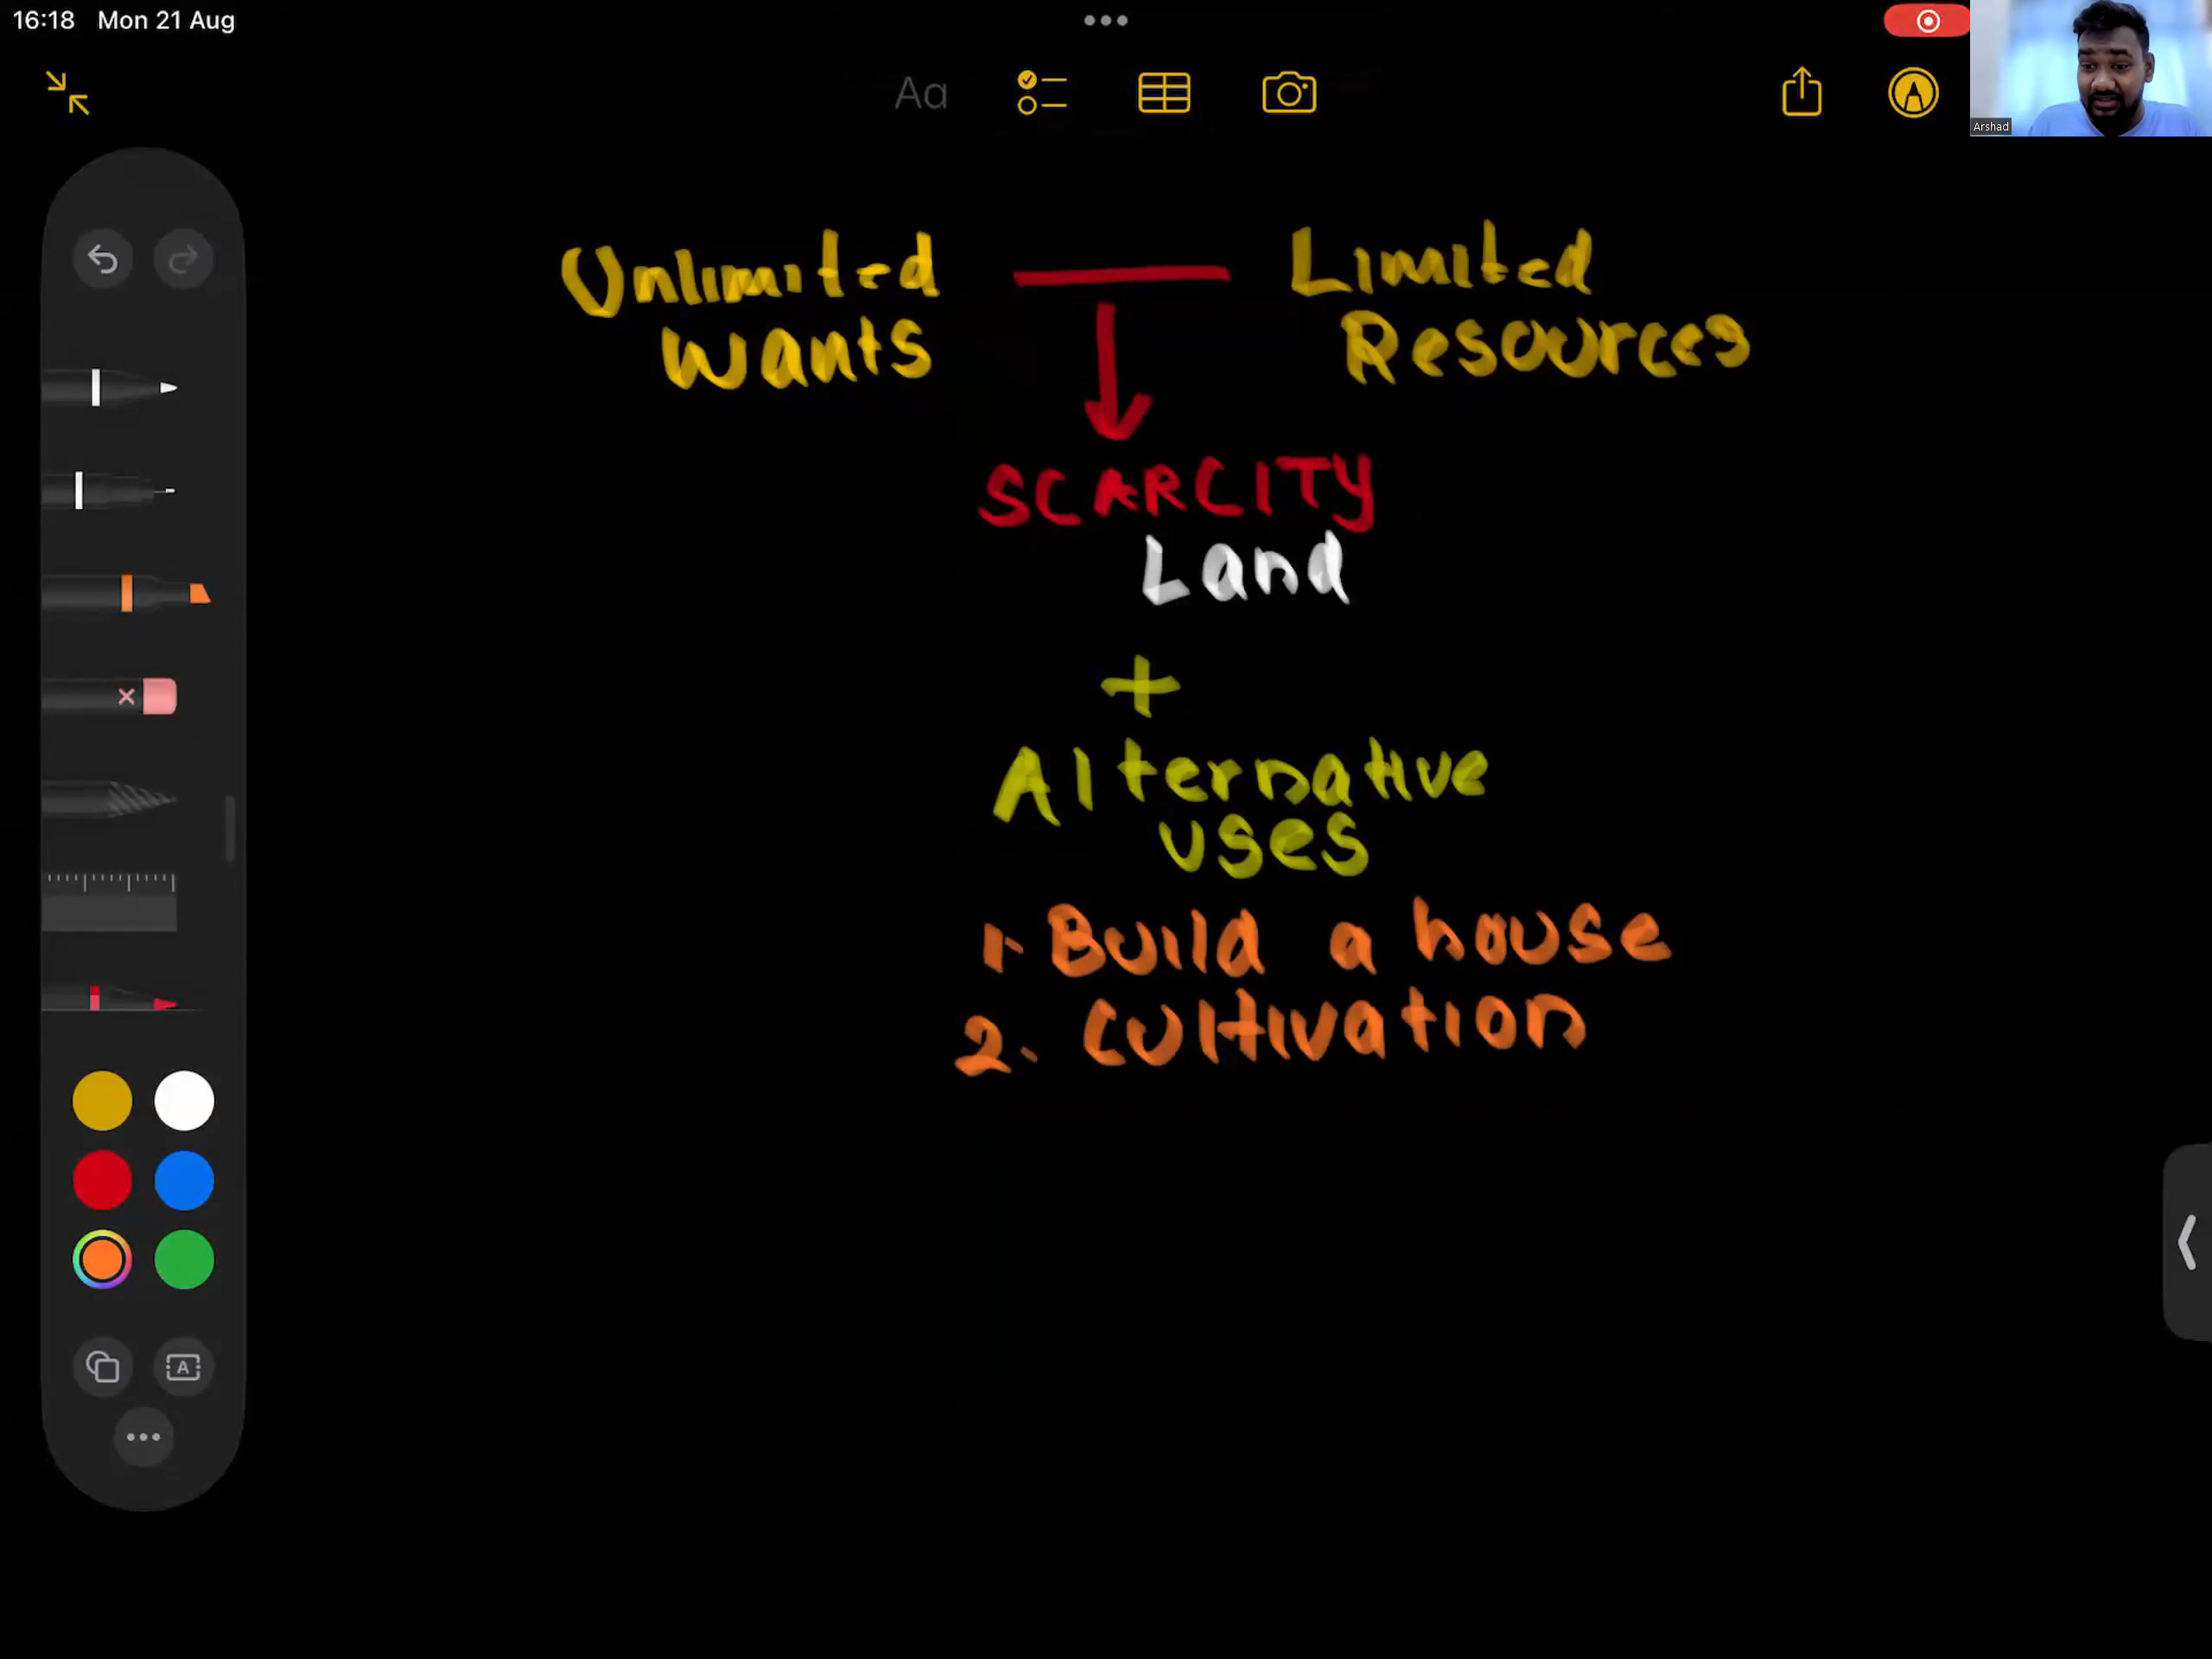 16:18 Mon 21 Aug
Aa
Arshad
Unlimited Limited
Wants Resources
SCARCITY
Land
+
Alternative
uses
1. Build a house
2. Cultivation
A